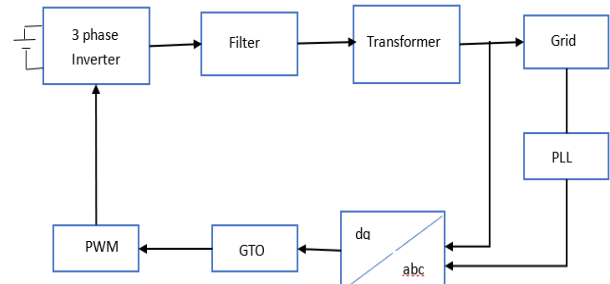 3 phase
Inverter
Filter
Transformer
Grid
PLL
PWM
GTO
dq
abc